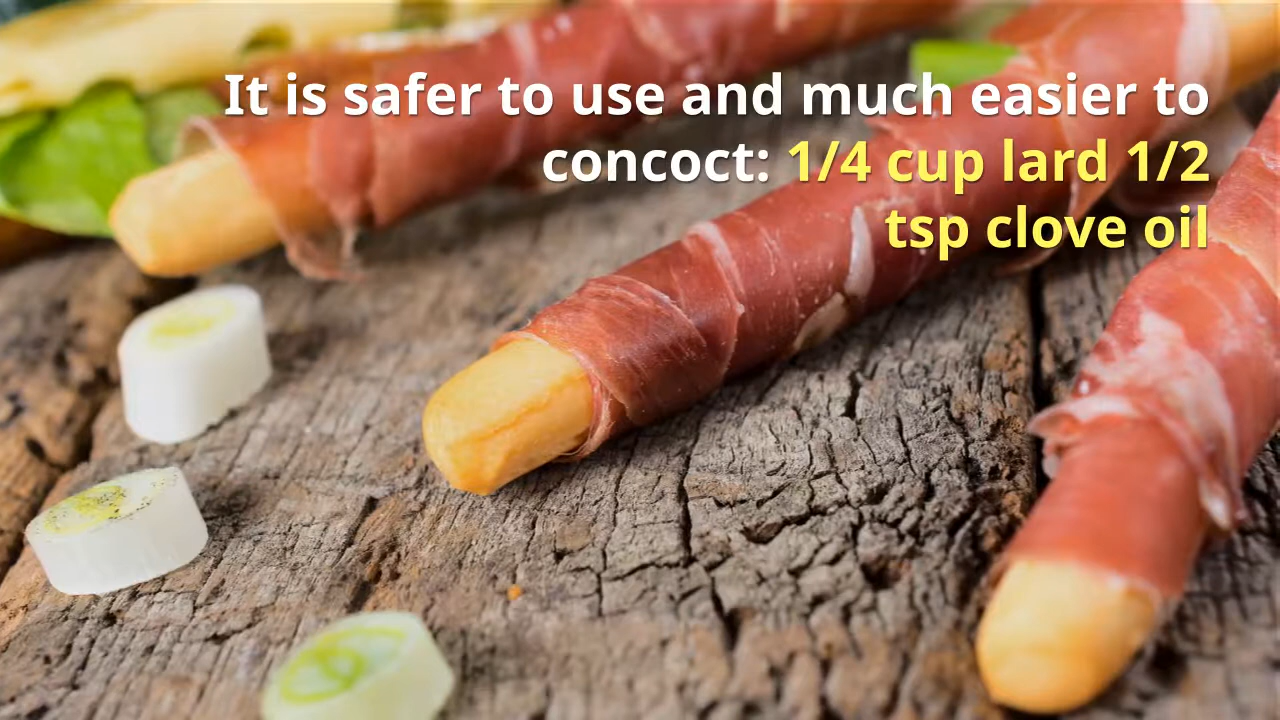 It is safer to use and much easier to
concoct: 1/4 cup lard 1/2
tsp clove oil